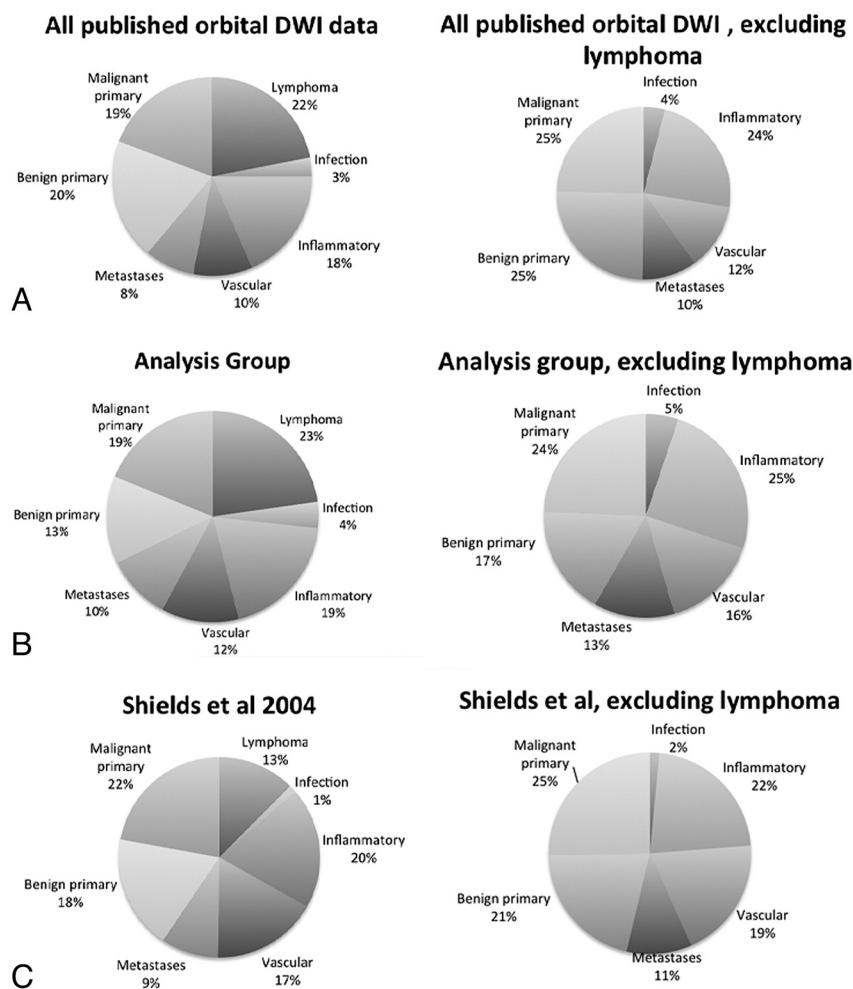 All published orbital DWI data
Malignant
primary
19%
Lymphoma
22%
Infection
3%
Inflammatory
18%
Vascular
10%
Metastases
8%
Benign primary
20%
A
All published orbital DWI , excluding
lymphoma
Infection
4%
Malignant
primary
25%
Inflammatory
24%
Vascular
12%
Metastases
10%
Benign primary
25%
Analysis Group
Malignant
primary
19%
Lymphoma
23%
Infection
4%
Inflammatory
19%
Vascular
12%
Metastases
10%
Benign primary
13%
B
Analysis group, excluding lymphoma
Infection
5%
Malignant
primary
24%
Inflammatory
25%
Vascular
16%
Metastases
13%
Benign primary
17%
Shields et al 2004
Malignant
primary
22%
Lymphoma
13%
Infection
1%
Inflammatory
20%
Vascular
17%
Metastases
9%
Benign primary
18%
C
Shields et al, excluding lymphoma
Infection
2%
Malignant
primary
25%
Inflammatory
22%
Vascular
19%
Metastases
11%
Benign primary
21%